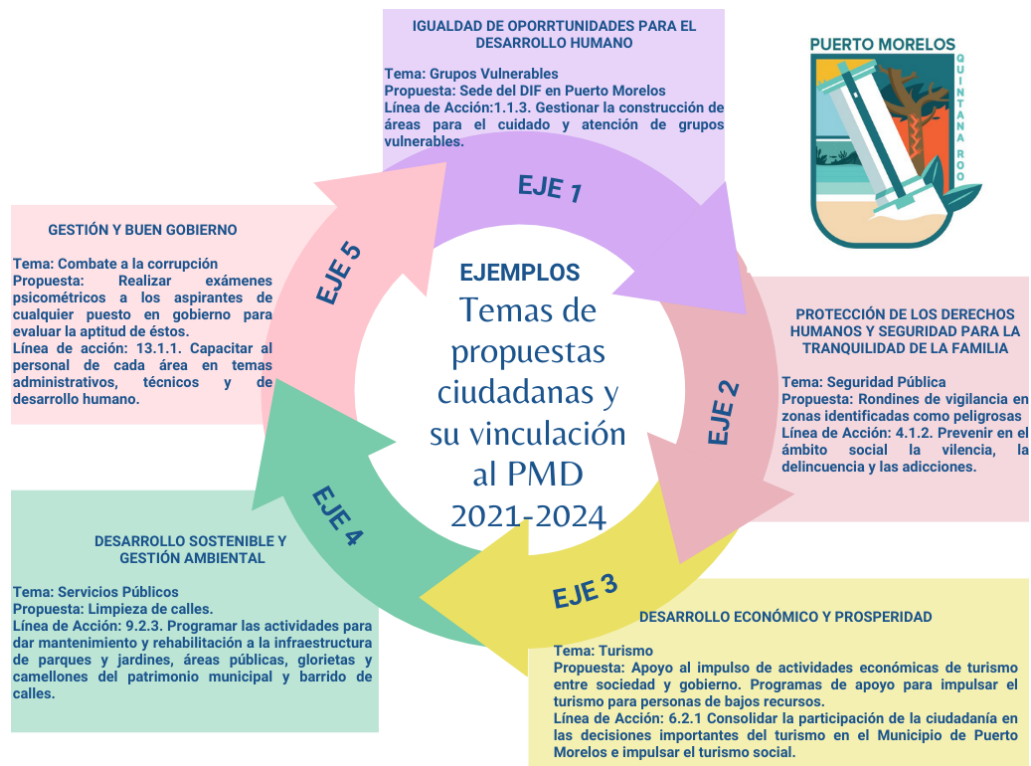 IGUALDAD DE OPORRTUNIDADES PARA EL
DESARROLLO HUMANO
Tema: Grupos Vulnerables
Propuesta: Sede del DIF en Puerto Morelos
Línea de Acción:1.1.3. Gestionar la construcción de
áreas para el cuidado y atención de grupos
vulnerables.
PUERTO MORELOS
QUINTANA ROO
EJE 1
EJE 5
GESTIÓN Y BUEN GOBIERNO
Tema: Combate a la corrupción
Propuesta: Realizar exámenes
psicométricos a los aspirantes de
cualquier puesto en gobierno para
evaluar la aptitud de éstos.
Línea de acción: 13.1.1. Capacitar al
personal de cada área en temas
administrativos, técnicos y de
desarrollo humano.
EJEMPLOS
Temas de
propuestas
ciudadanas y
su vinculación
al PMD
2021-2024
PROTECCIÓN DE LOS DERECHOS
HUMANOS Y SEGURIDAD PARA LA
TRANQUILIDAD DE LA FAMILIA
Tema: Seguridad Pública
Propuesta: Rondines de vigilancia en
zonas identificadas como peligrosas
Línea de Acción: 4.1.2. Prevenir en el
ámbito social la vilencia, la
delincuencia y las adicciones.
EJE 2
EJE 4
DESARROLLO SOSTENIBLE Y
GESTIÓN AMBIENTAL
Tema: Servicios Públicos
Propuesta: Limpieza de calles.
Línea de Acción: 9.2.3. Programar las actividades para
dar mantenimiento y rehabilitación a la infraestructura
de parques y jardines, áreas públicas, glorietas y
camellones del patrimonio municipal y barrido de
calles.
EJE 3
DESARROLLO ECONÓMICO Y PROSPERIDAD
Tema: Turismo
Propuesta: Apoyo al impulso de actividades económicas de turismo
entre sociedad y gobierno. Programas de apoyo para impulsar el
turismo para personas de bajos recursos.
Línea de Acción: 6.2.1 Consolidar la participación de la ciudadanía en
las decisiones importantes del turismo en el Municipio de Puerto
Morelos e impulsar el turismo social.